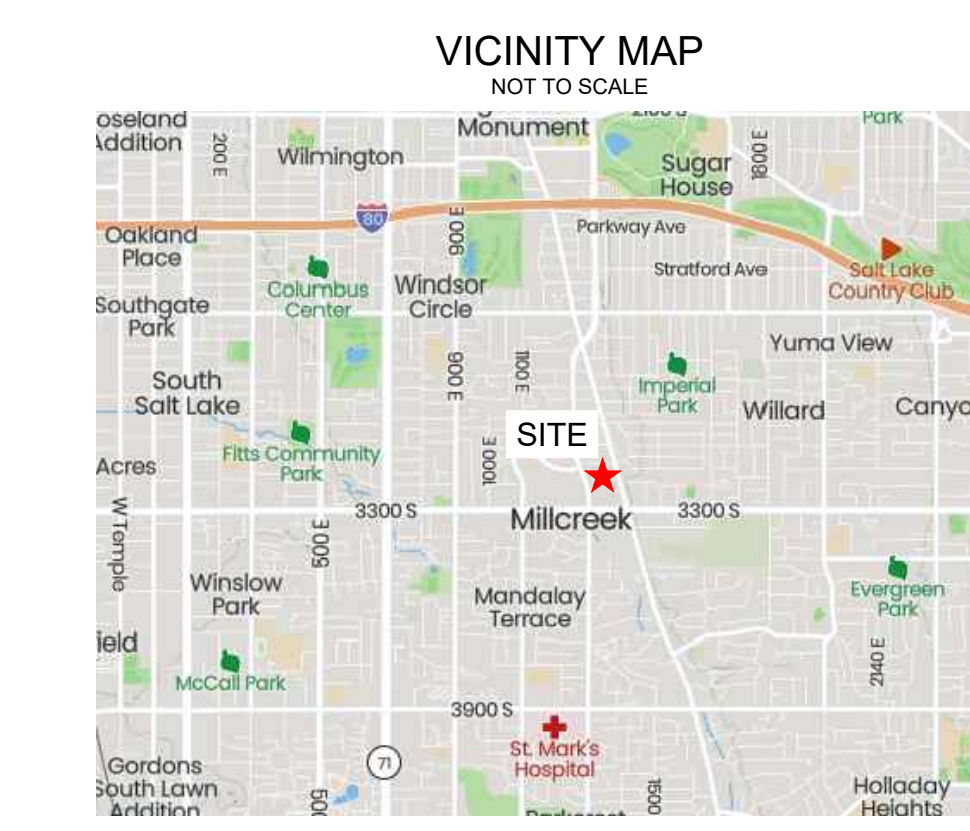 VICINITY MAP
NOT TO SCALE
Monument
Park
Addition
200 E
Wilmington
Sugar
House
1800 E
80
900 E
Parkway Ave
Oakland
Place
Stratford Ave
Salt Lake
Country Club
Columbus
Center
Windsor
Circle
Southgate
Park
Yuma View
900 E
1100 E
Imperial
Park
South
Salt Lake
Willard
SITE
Fitts Community
Park
1000 E
Acres
3300 S
Millcreek
3300 S
W Temple
500 E
Winslow
Park
Mandalay
Terrace
Evergreen
Park
McCall Park
2140 E
3900 S
St. Mark's
Hospital
71
Gordons
South Lawn
Addition
1500
Holladay
Heights